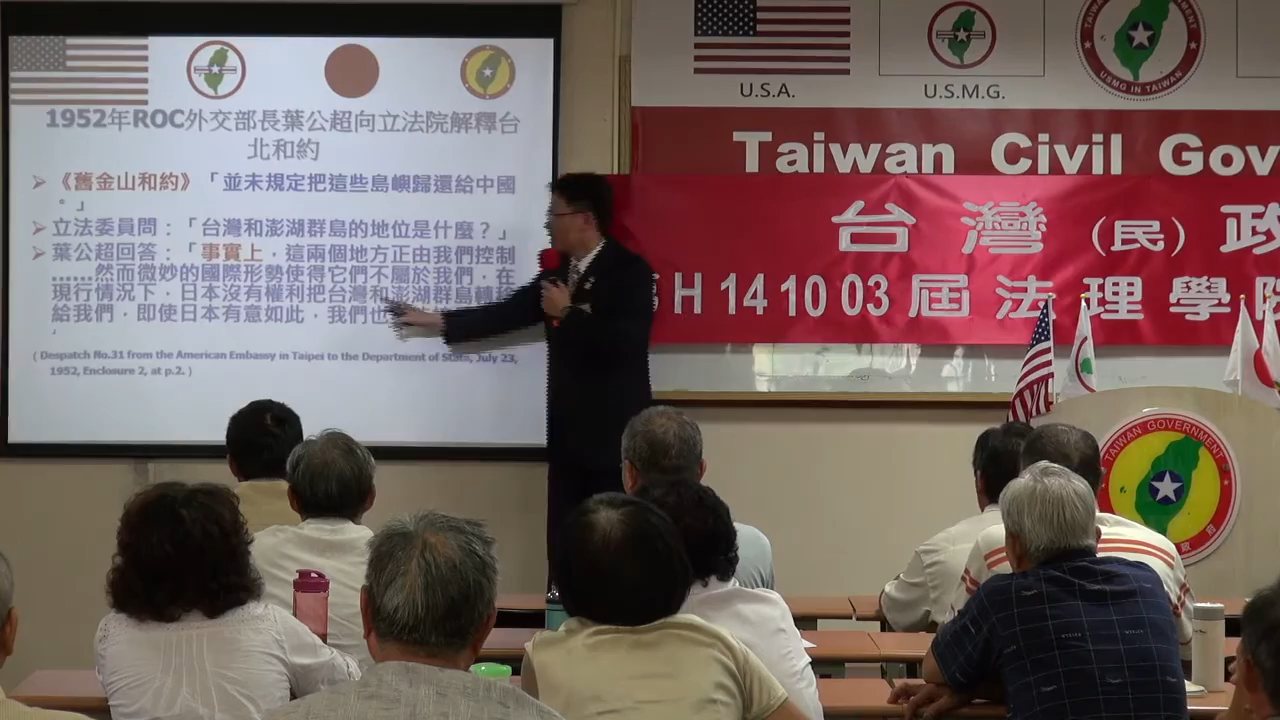 1952年ROC外交部長葉公超向立法院解釋台
北和約
➢ 《舊金山和約》「並未規定把這些島嶼歸還給中國
。」
➢ 立法委員問：「台灣和澎湖群島的地位是什麼？」
➢ 葉公超回答：「事實上，這兩個地方正由我們控制
……然而微妙的國際形勢使得它們不屬於我們，在
現行情況下，日本沒有權利把台灣和澎湖群島轉
給我們，即使日本有意如此，我們也
(Despatch No.31 from the American Embassy in Taipei to the Department of State, July 23,
1952, Enclosure 2, at p.2.)
U.S.A.
U.S.M.G.
USMG IN TAIWAN
Taiwan Civil Gov
台灣(民)政
H 14 10 03 屆法理學院
TAIWAN GOVERNMENT
政府